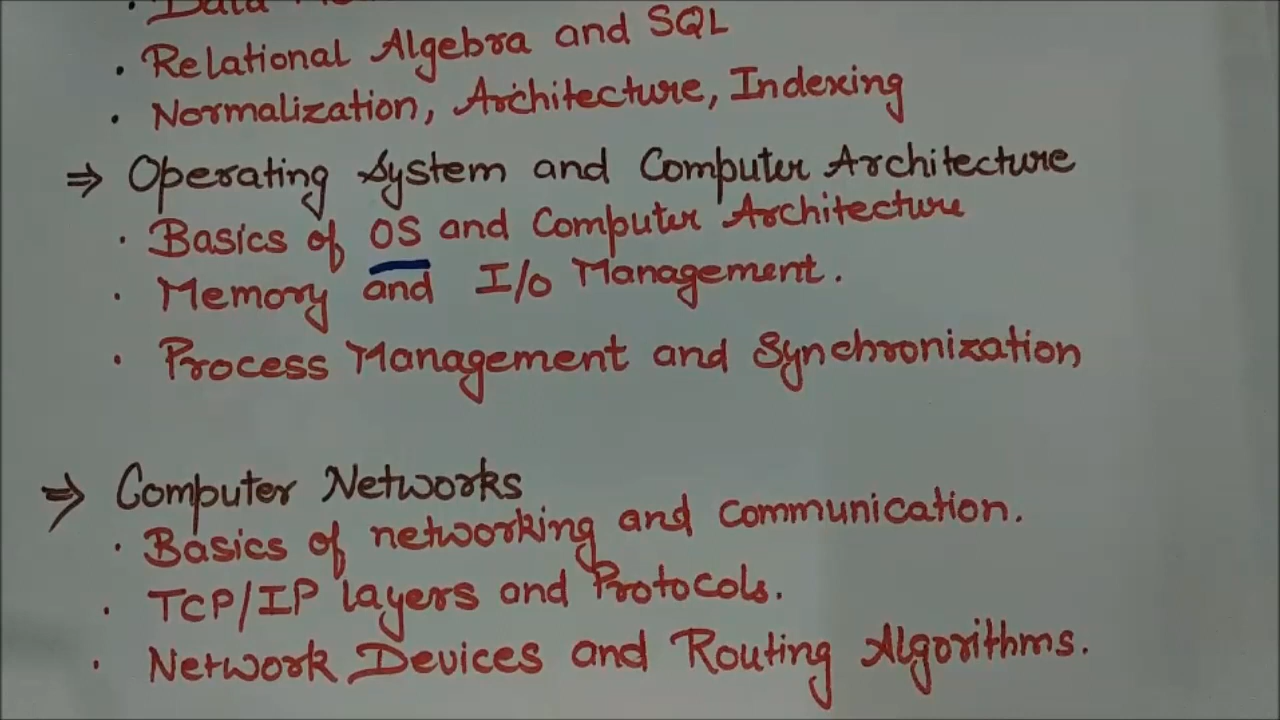 · Data
· Relational Algebra and SQL
· Normalization, Architecture, Indexing
⇒ Operating System and Computer Architecture
· Basics of OS and Computer Architecture
· Memory and I/O Management.
· Process Management and Synchronization
⇒ Computer Networks
· Basics of networking and communication.
· TCP/IP layers and Protocols.
· Network Devices and Routing Algorithms.